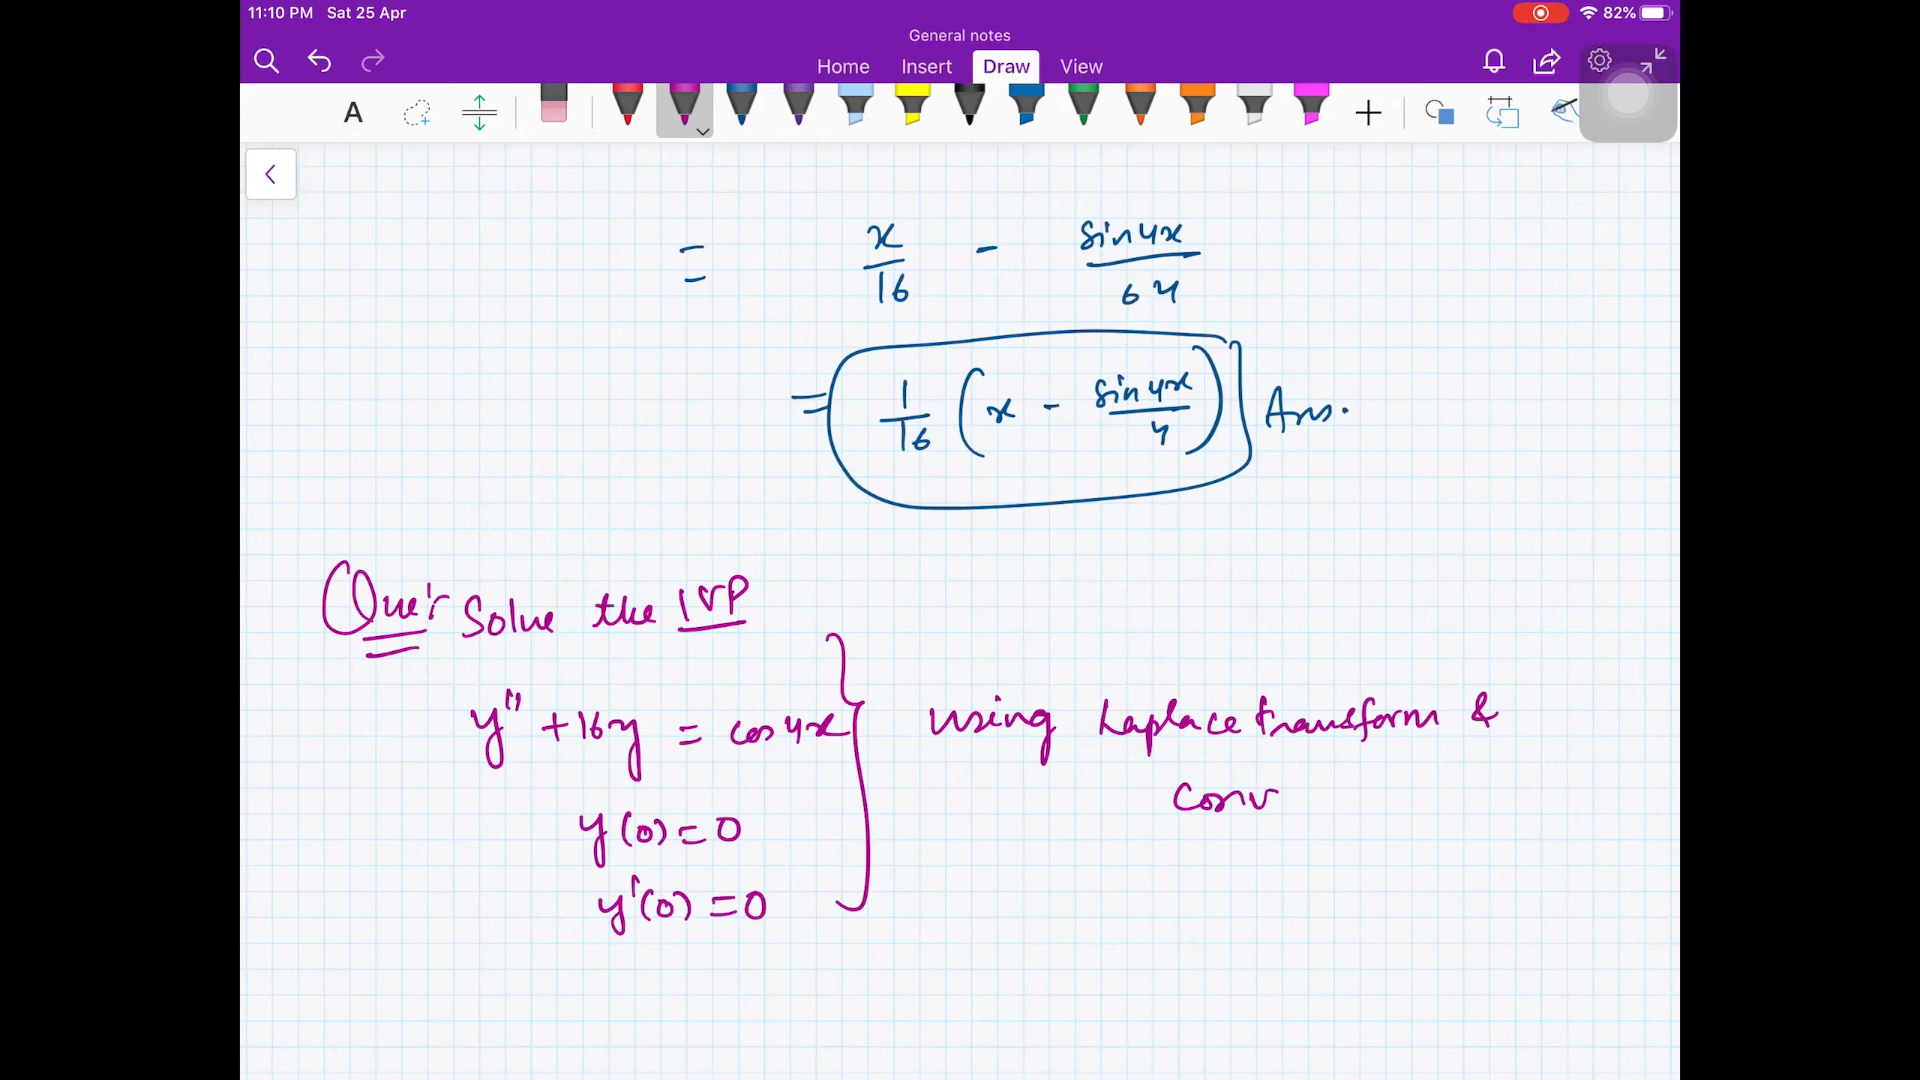 11:10 PM Sat 25 Apr 82%
General notes
Home Insert Draw View
A
= x/16 - sin4x/64
= 1/16 (x - sin4x/4) Ans.
Que: Solve the IVP
y'' + 16y = cos4x using Laplace transform &
conv
y(0) = 0
y'(0) = 0